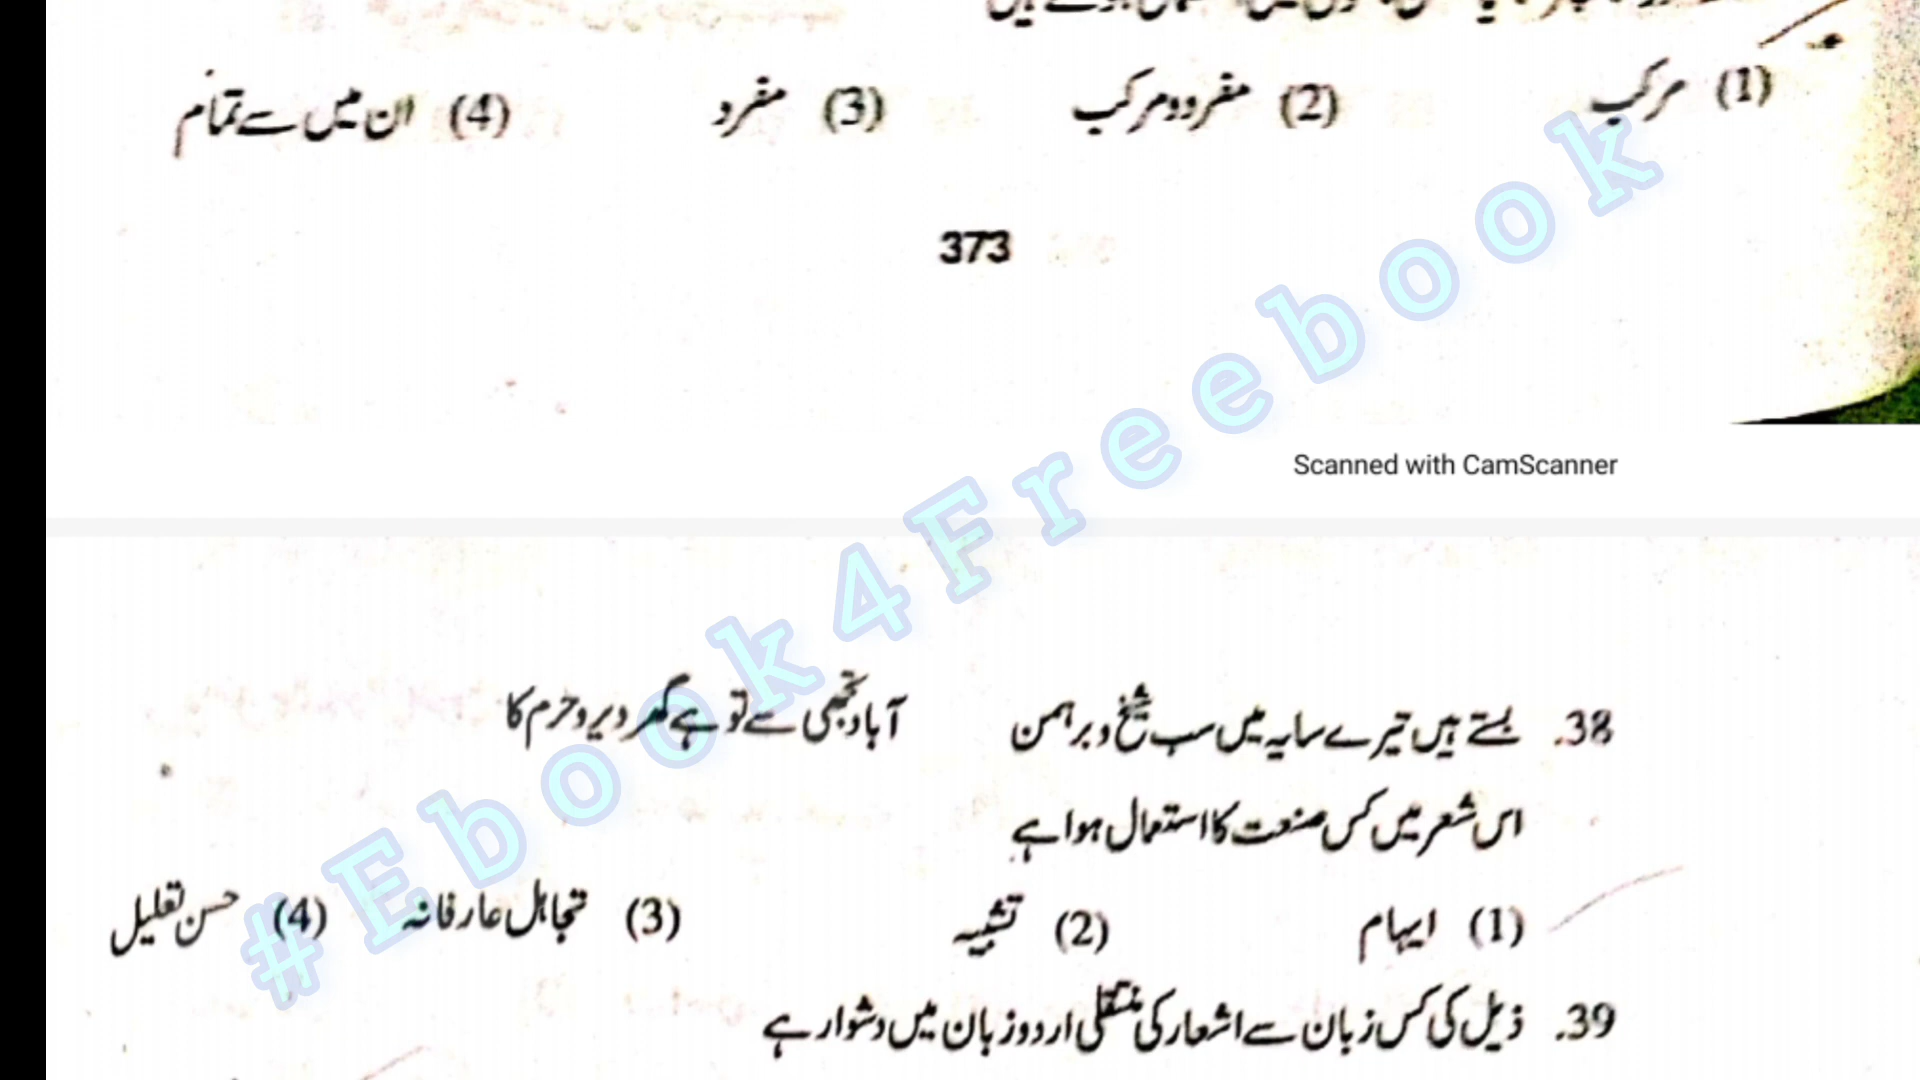 (1) مرکب (2) مفرد و مرکب (3) مفرد (4) ان میں سے تمام
373
Scanned with CamScanner
38. بستے ہیں تیرے سایہ میں سب شیخ و برہمن آباد تجھی سے تو ہے گھر دیر و حرم کا
اس شعر میں کس صنعت کا استعمال ہوا ہے
(1) ایہام (2) تشبیہ (3) تجاہل عارفانہ (4) حسن تعلیل
39. ذیل کی کس زبان سے اشعار کی منتقلی اردو زبان میں دشوار ہے
#Ebook4Freebook